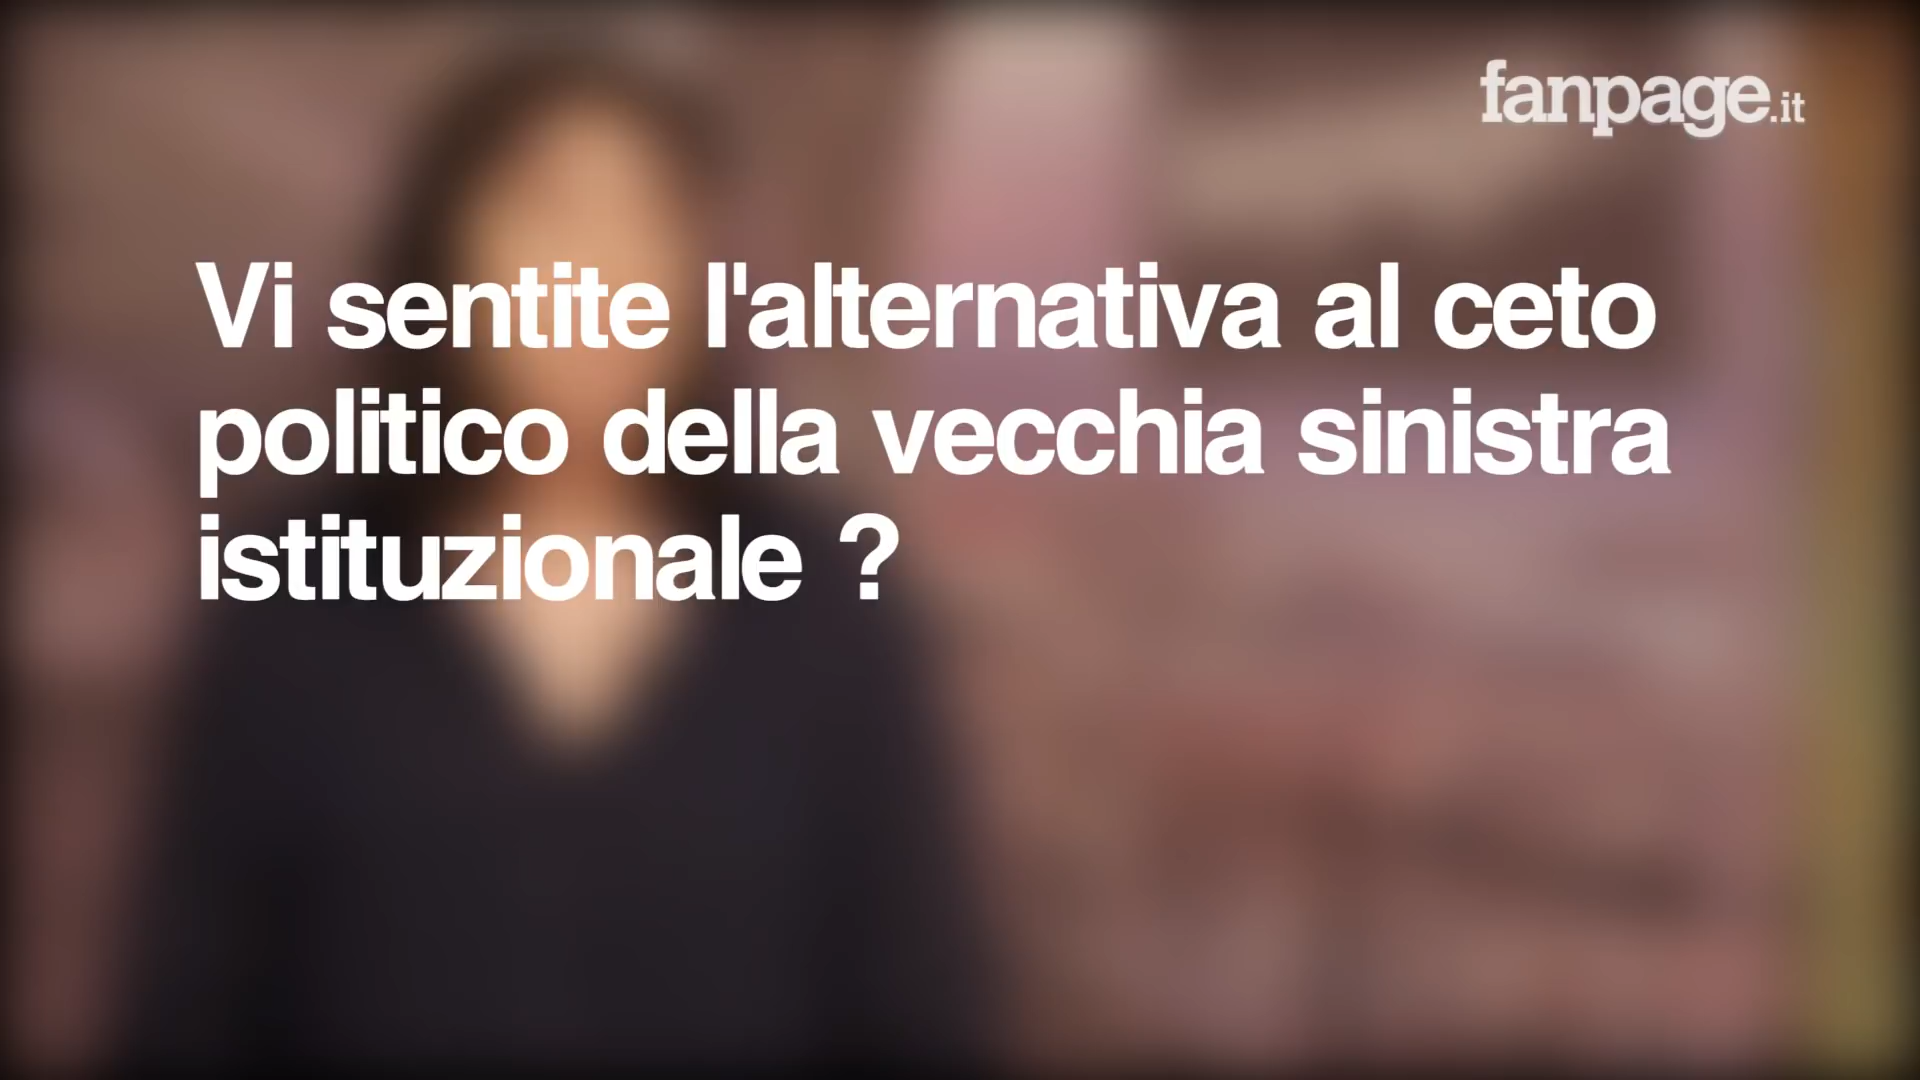 fanpage.it
Vi sentite l'alternativa al ceto
politico della vecchia sinistra
istituzionale ?